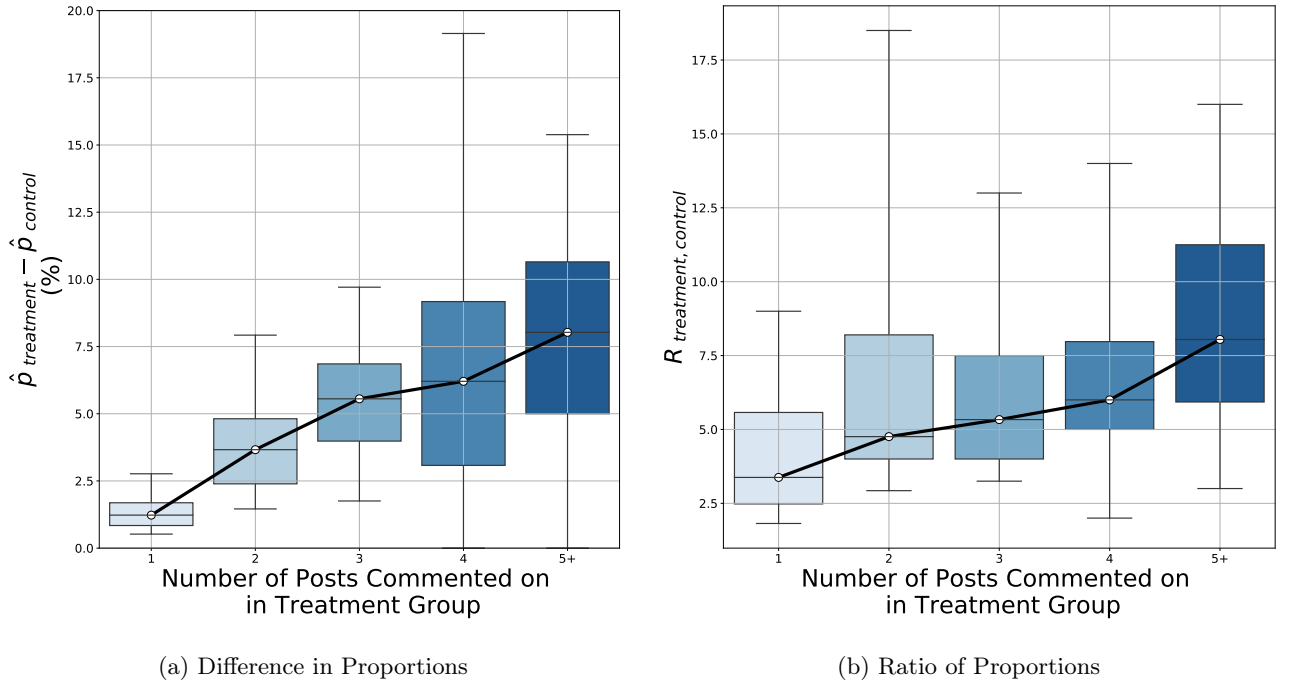 20.0
17.5
15.0
12.5
10.0
7.5
5.0
2.5
0.0
p̂ treatment − p̂ control
(%)
1 2 3 4 5+
Number of Posts Commented on
in Treatment Group
(a) Difference in Proportions
17.5
15.0
12.5
10.0
7.5
5.0
2.5
R treatment, control
1 2 3 4 5+
Number of Posts Commented on
in Treatment Group
(b) Ratio of Proportions